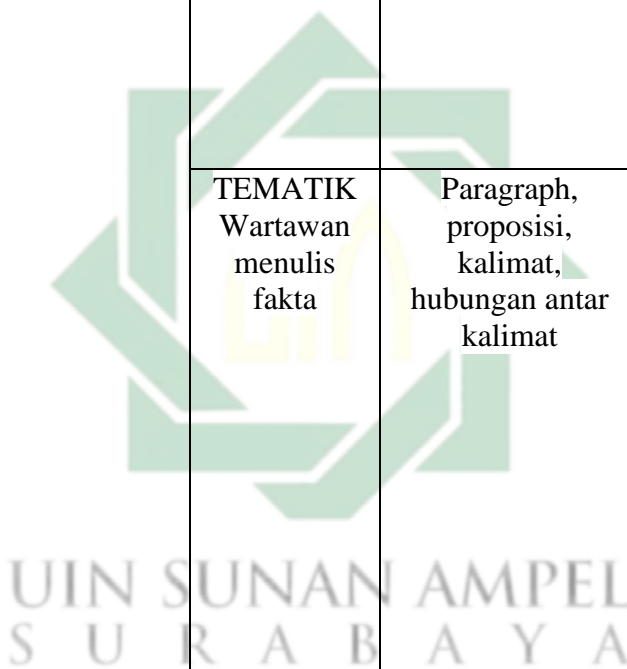 TEMATIK
Wartawan
menulis
fakta
Paragraph,
proposisi,
kalimat,
hubungan antar
kalimat
UIN SUNAN AMPEL
S U R A B A Y A